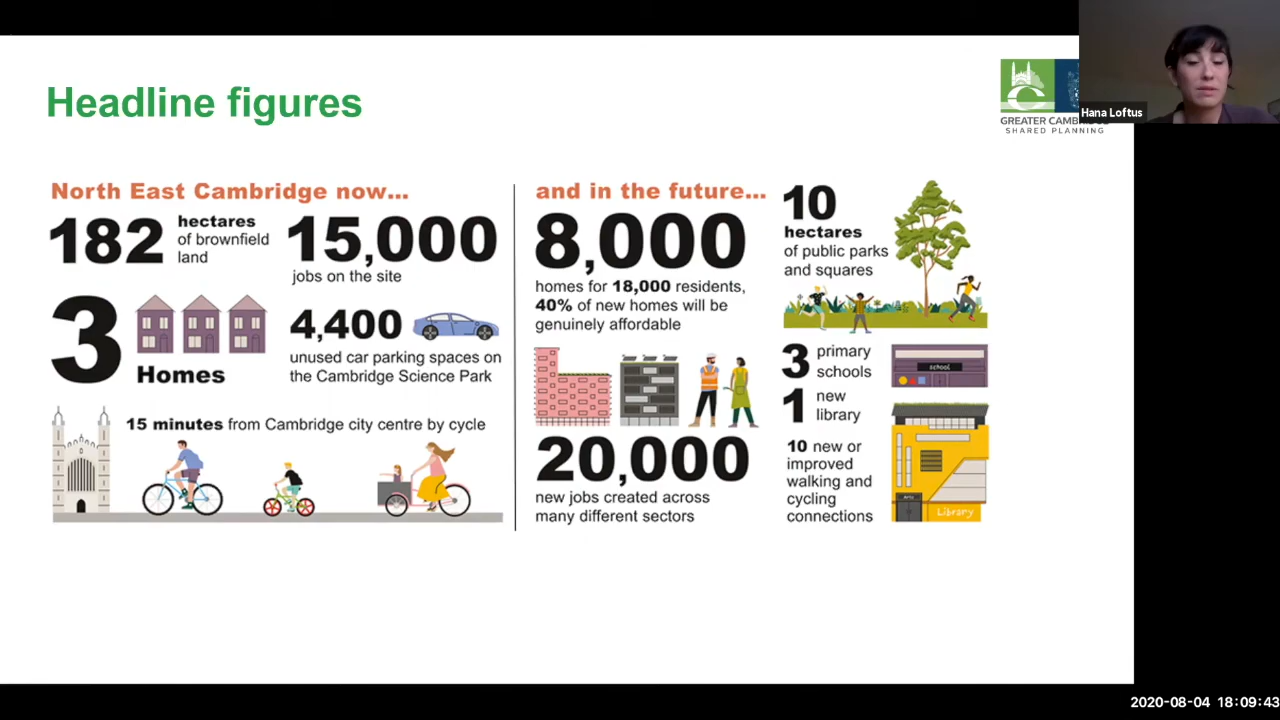 Headline figures
GREATER CAMB
SHARED PLANNING
Hana Loftus
North East Cambridge now...
182
hectares
of brownfield
land
15,000
jobs on the site
3
Homes
4,400
unused car parking spaces on
the Cambridge Science Park
15 minutes from Cambridge city centre by cycle
and in the future...
8,000
homes for 18,000 residents,
40% of new homes will be
genuinely affordable
20,000
new jobs created across
many different sectors
10
hectares
of public parks
and squares
3 primary
schools
school
1 new
library
10 new or
improved
walking and
cycling
connections
Library
2020-08-04 18:09:43